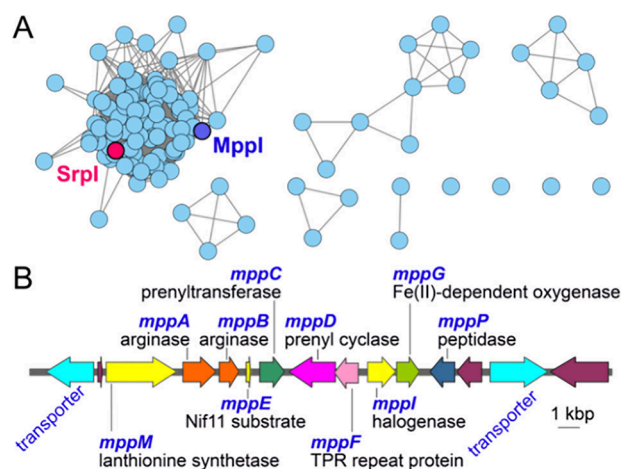 A
MppI
SrpI
B
mppC
prenyltransferase
mppG
Fe(II)-dependent oxygenase
mppA
arginase
mppB
arginase
mppD
prenyl cyclase
mppP
peptidase
transporter
mppM
lanthionine synthetase
mppE
Nif11 substrate
mppF
TPR repeat protein
mppI
halogenase
transporter
1 kbp